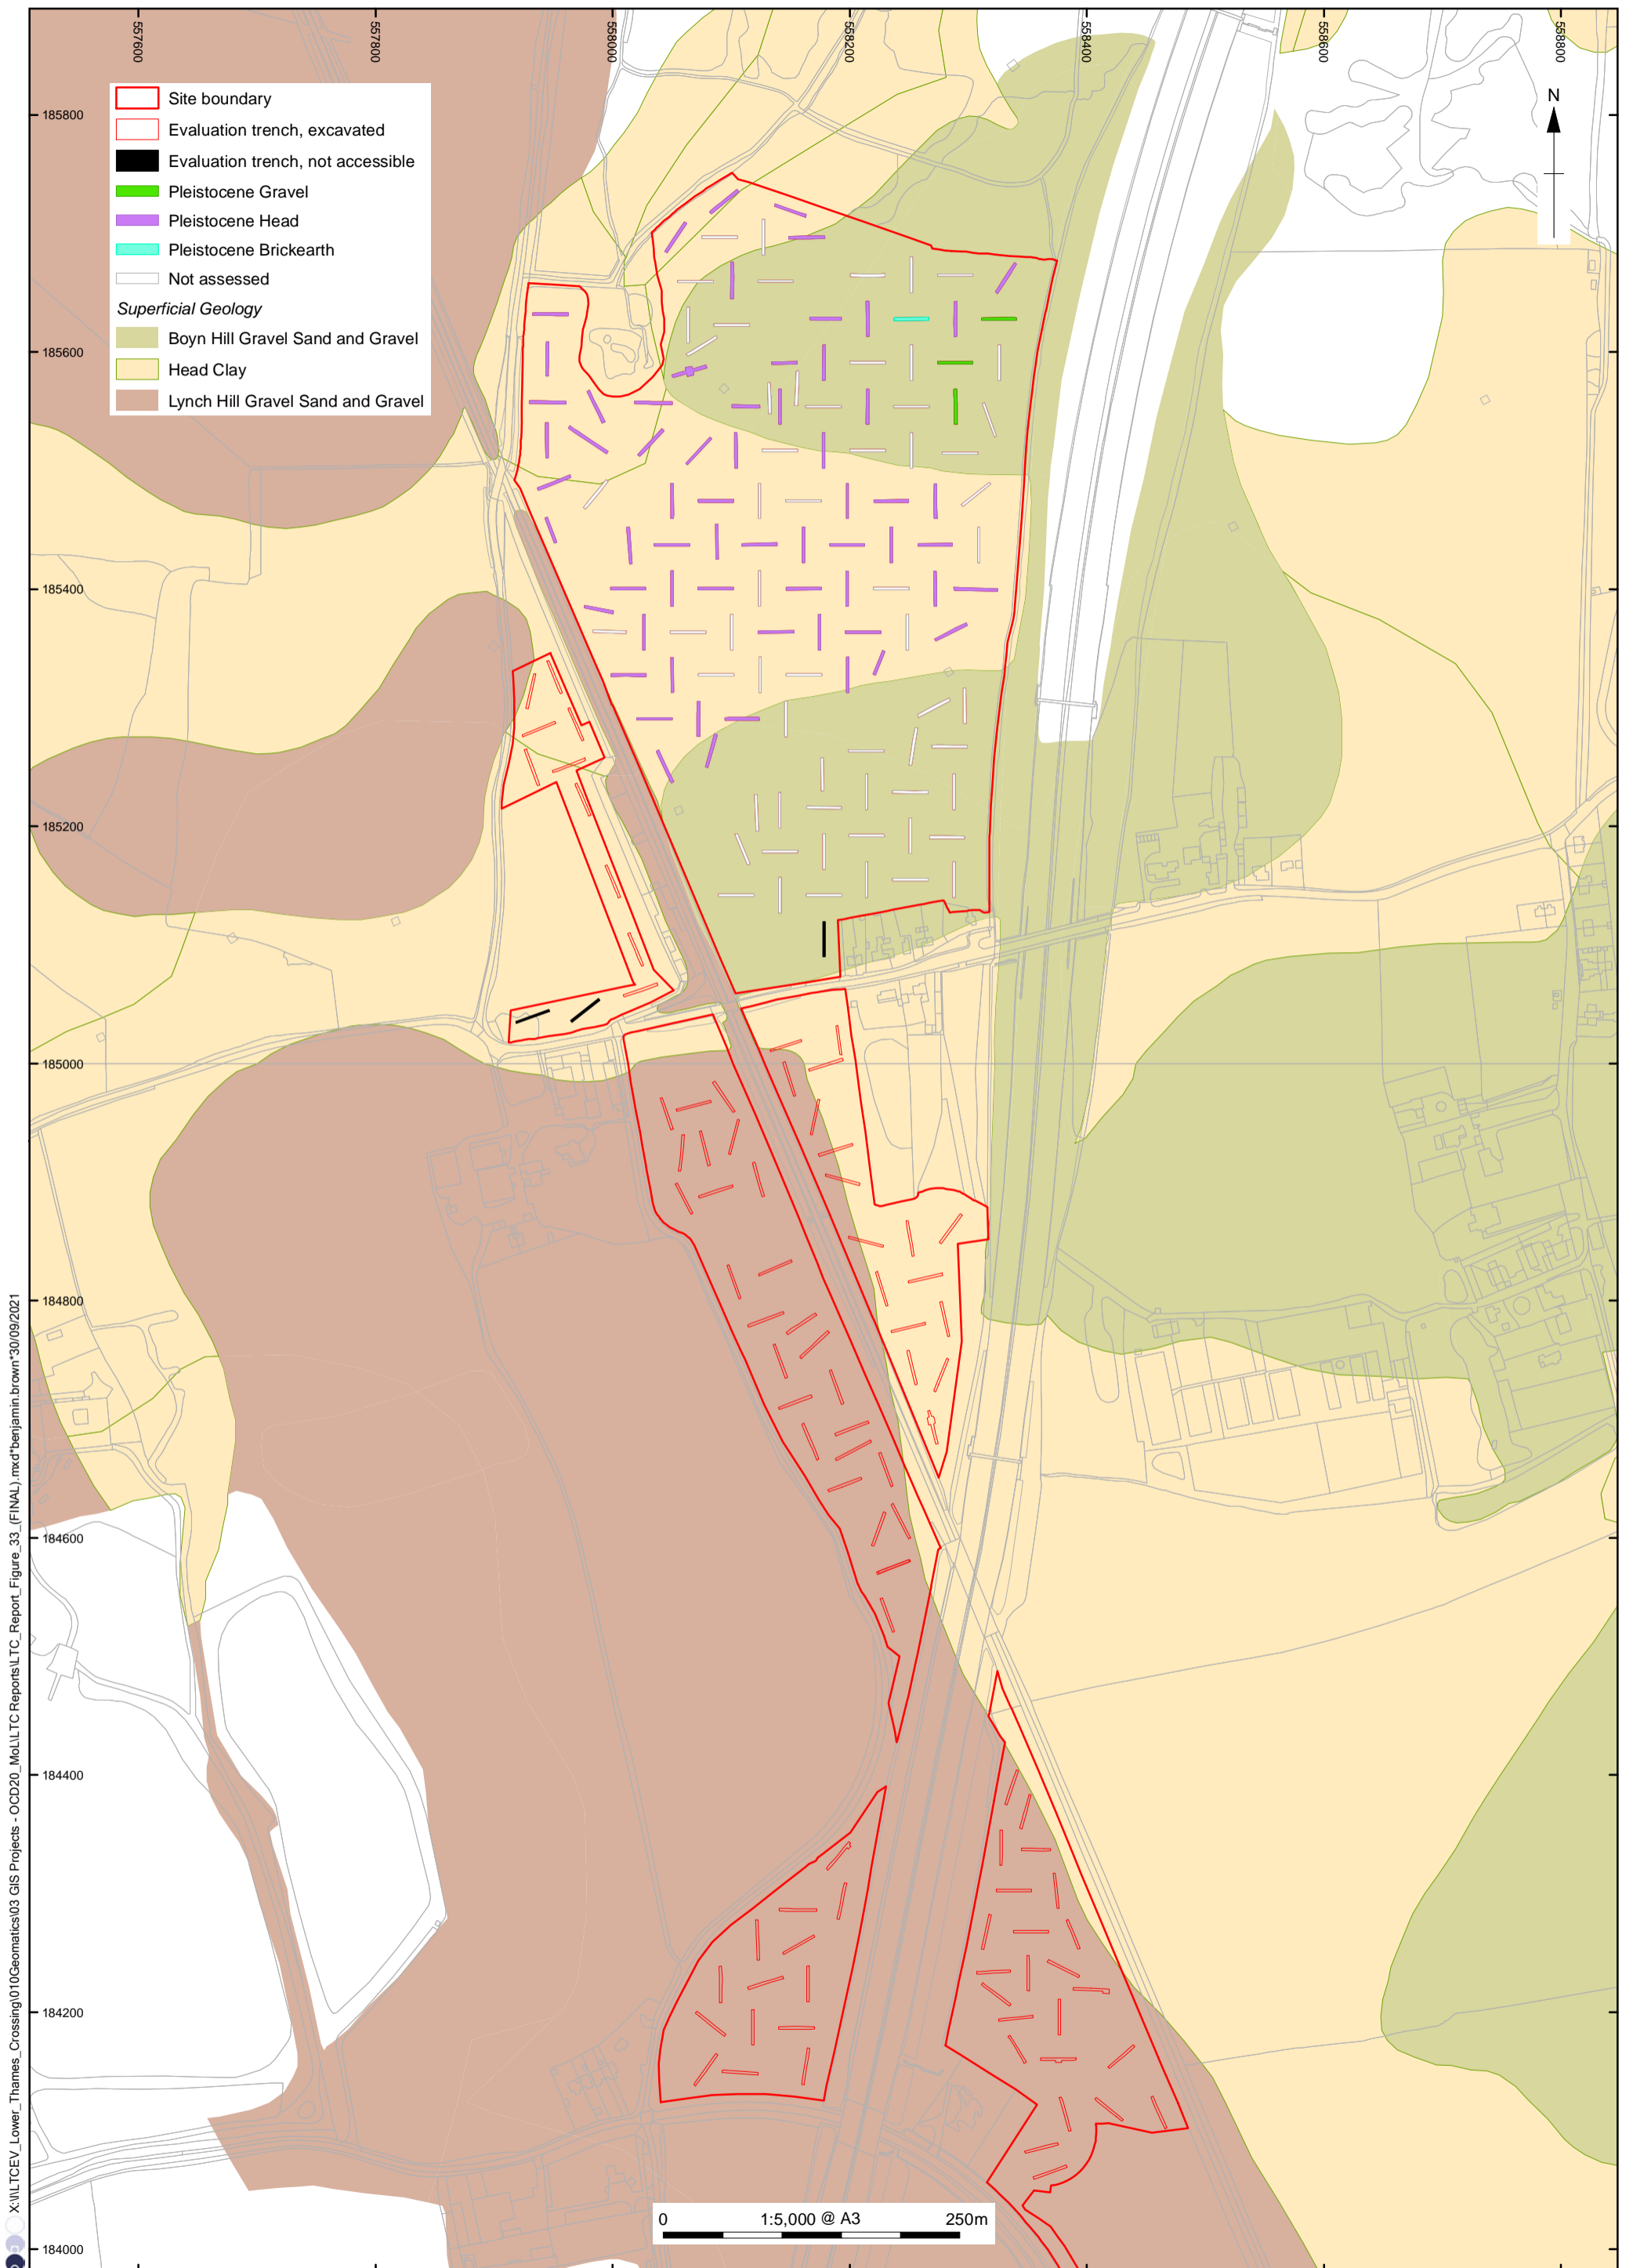 557600
557800
558000
558200
558400
558600
558800
185800
185600
185400
185200
185000
184800
184600
184400
184200
184000
Site boundary
Evaluation trench, excavated
Evaluation trench, not accessible
Pleistocene Gravel
Pleistocene Head
Pleistocene Brickearth
Not assessed
Superficial Geology
Boyn Hill Gravel Sand and Gravel
Head Clay
Lynch Hill Gravel Sand and Gravel
N
0 1:5,000 @ A3 250m
X:\l\LTCEV_Lower_Thames_Crossing\010Geomatics\03 GIS Projects - OCD20_MoL\LTC Reports\LTC_Report_Figure_33_(FINAL).mxd*benjamin.brown*30/09/2021